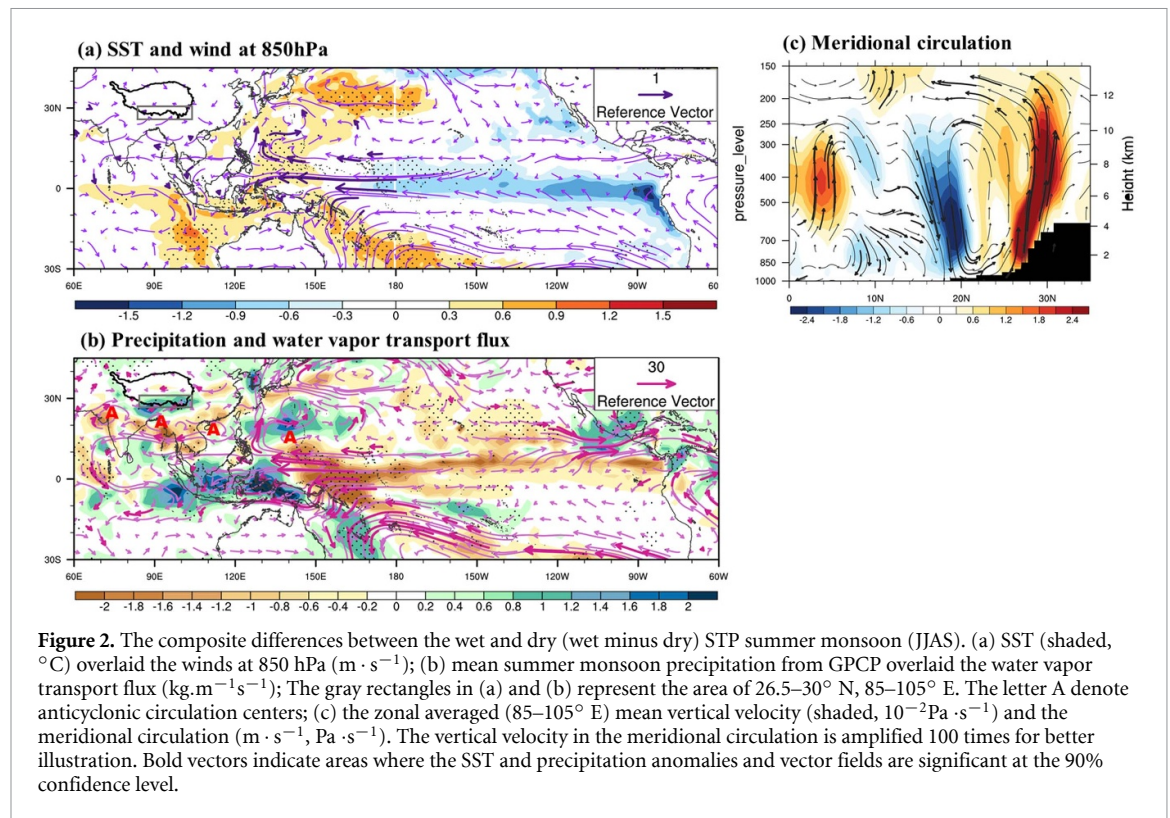 (a) SST and wind at 850hPa
1
Reference Vector
30N
0
30S
60E 90E 120E 150E 180 150W 120W 90W 60
-1.5 -1.2 -0.9 -0.6 -0.3 0 0.3 0.6 0.9 1.2 1.5
(b) Precipitation and water vapor transport flux
30
Reference Vector
30N
0
30S
A A A A
60E 90E 120E 150E 180 150W 120W 90W 60W
-2 -1.8 -1.6 -1.4 -1.2 -1 -0.8 -0.6 -0.4 -0.2 0 0.2 0.4 0.6 0.8 1 1.2 1.4 1.6 1.8 2
(c) Meridional circulation
pressure_level
150
200
250
300
400
500
700
850
1000
Height (km)
12
10
8
6
4
2
0 10N 20N 30N
-2.4 -1.8 -1.2 -0.6 0 0.6 1.2 1.8 2.4
Figure 2. The composite differences between the wet and dry (wet minus dry) STP summer monsoon (JJAS). (a) SST (shaded,
°C) overlaid the winds at 850 hPa (m · s−1); (b) mean summer monsoon precipitation from GPCP overlaid the water vapor
transport flux (kg.m−1s−1); The gray rectangles in (a) and (b) represent the area of 26.5–30° N, 85–105° E. The letter A denote
anticyclonic circulation centers; (c) the zonal averaged (85–105° E) mean vertical velocity (shaded, 10−2Pa ·s−1) and the
meridional circulation (m · s−1, Pa ·s−1). The vertical velocity in the meridional circulation is amplified 100 times for better
illustration. Bold vectors indicate areas where the SST and precipitation anomalies and vector fields are significant at the 90%
confidence level.